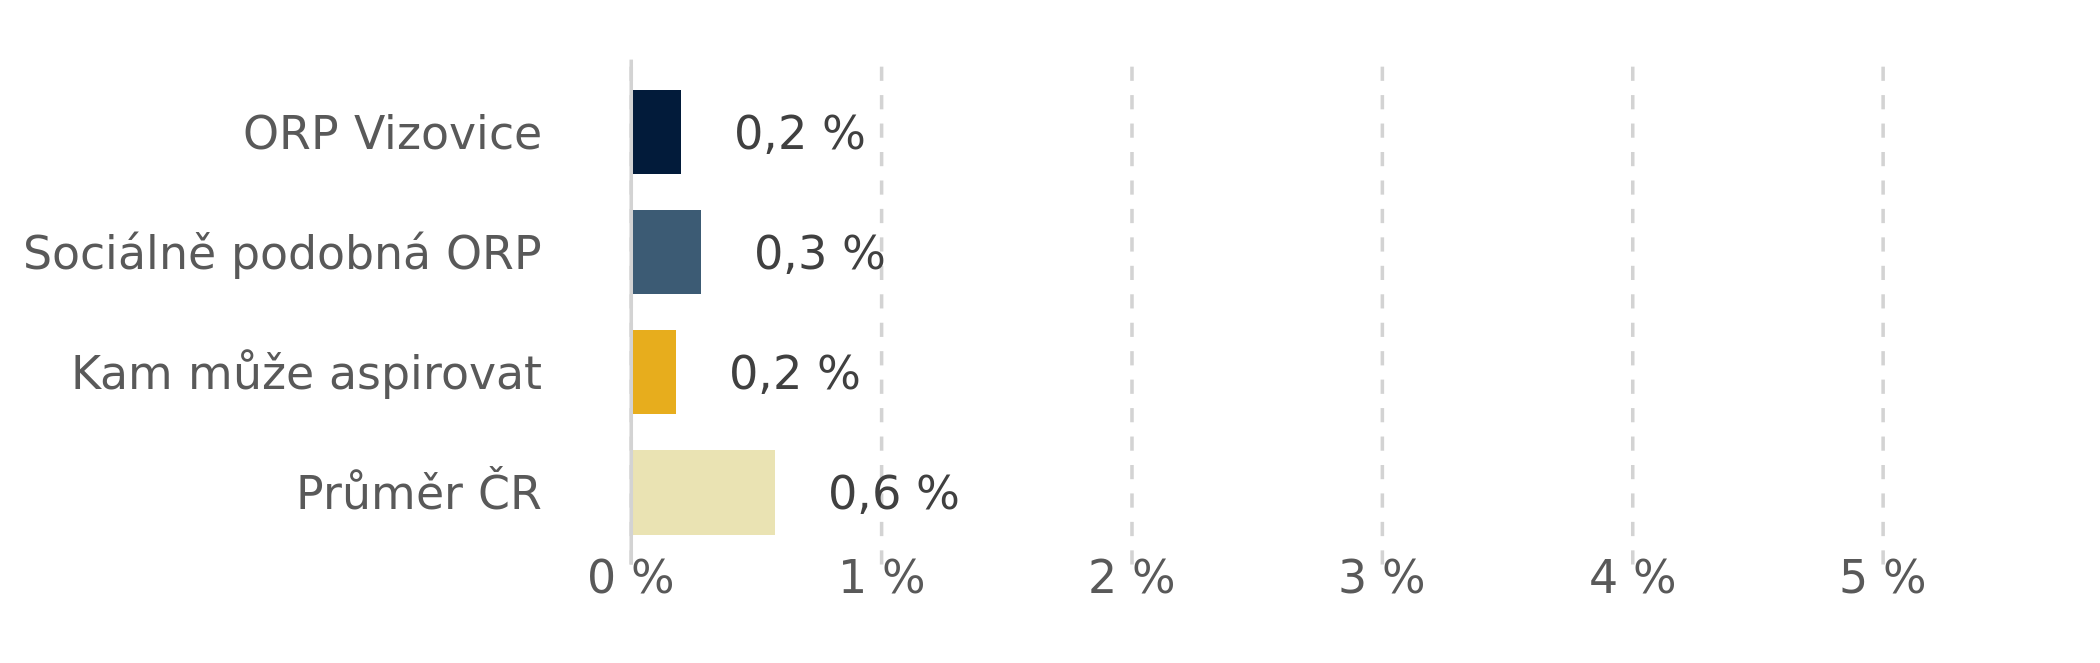 ORP Vizovice 0,2 %
Sociálně podobná ORP 0,3 %
Kam může aspirovat 0,2 %
Průměr ČR 0,6 %
0 % 1 % 2 % 3 % 4 % 5 %